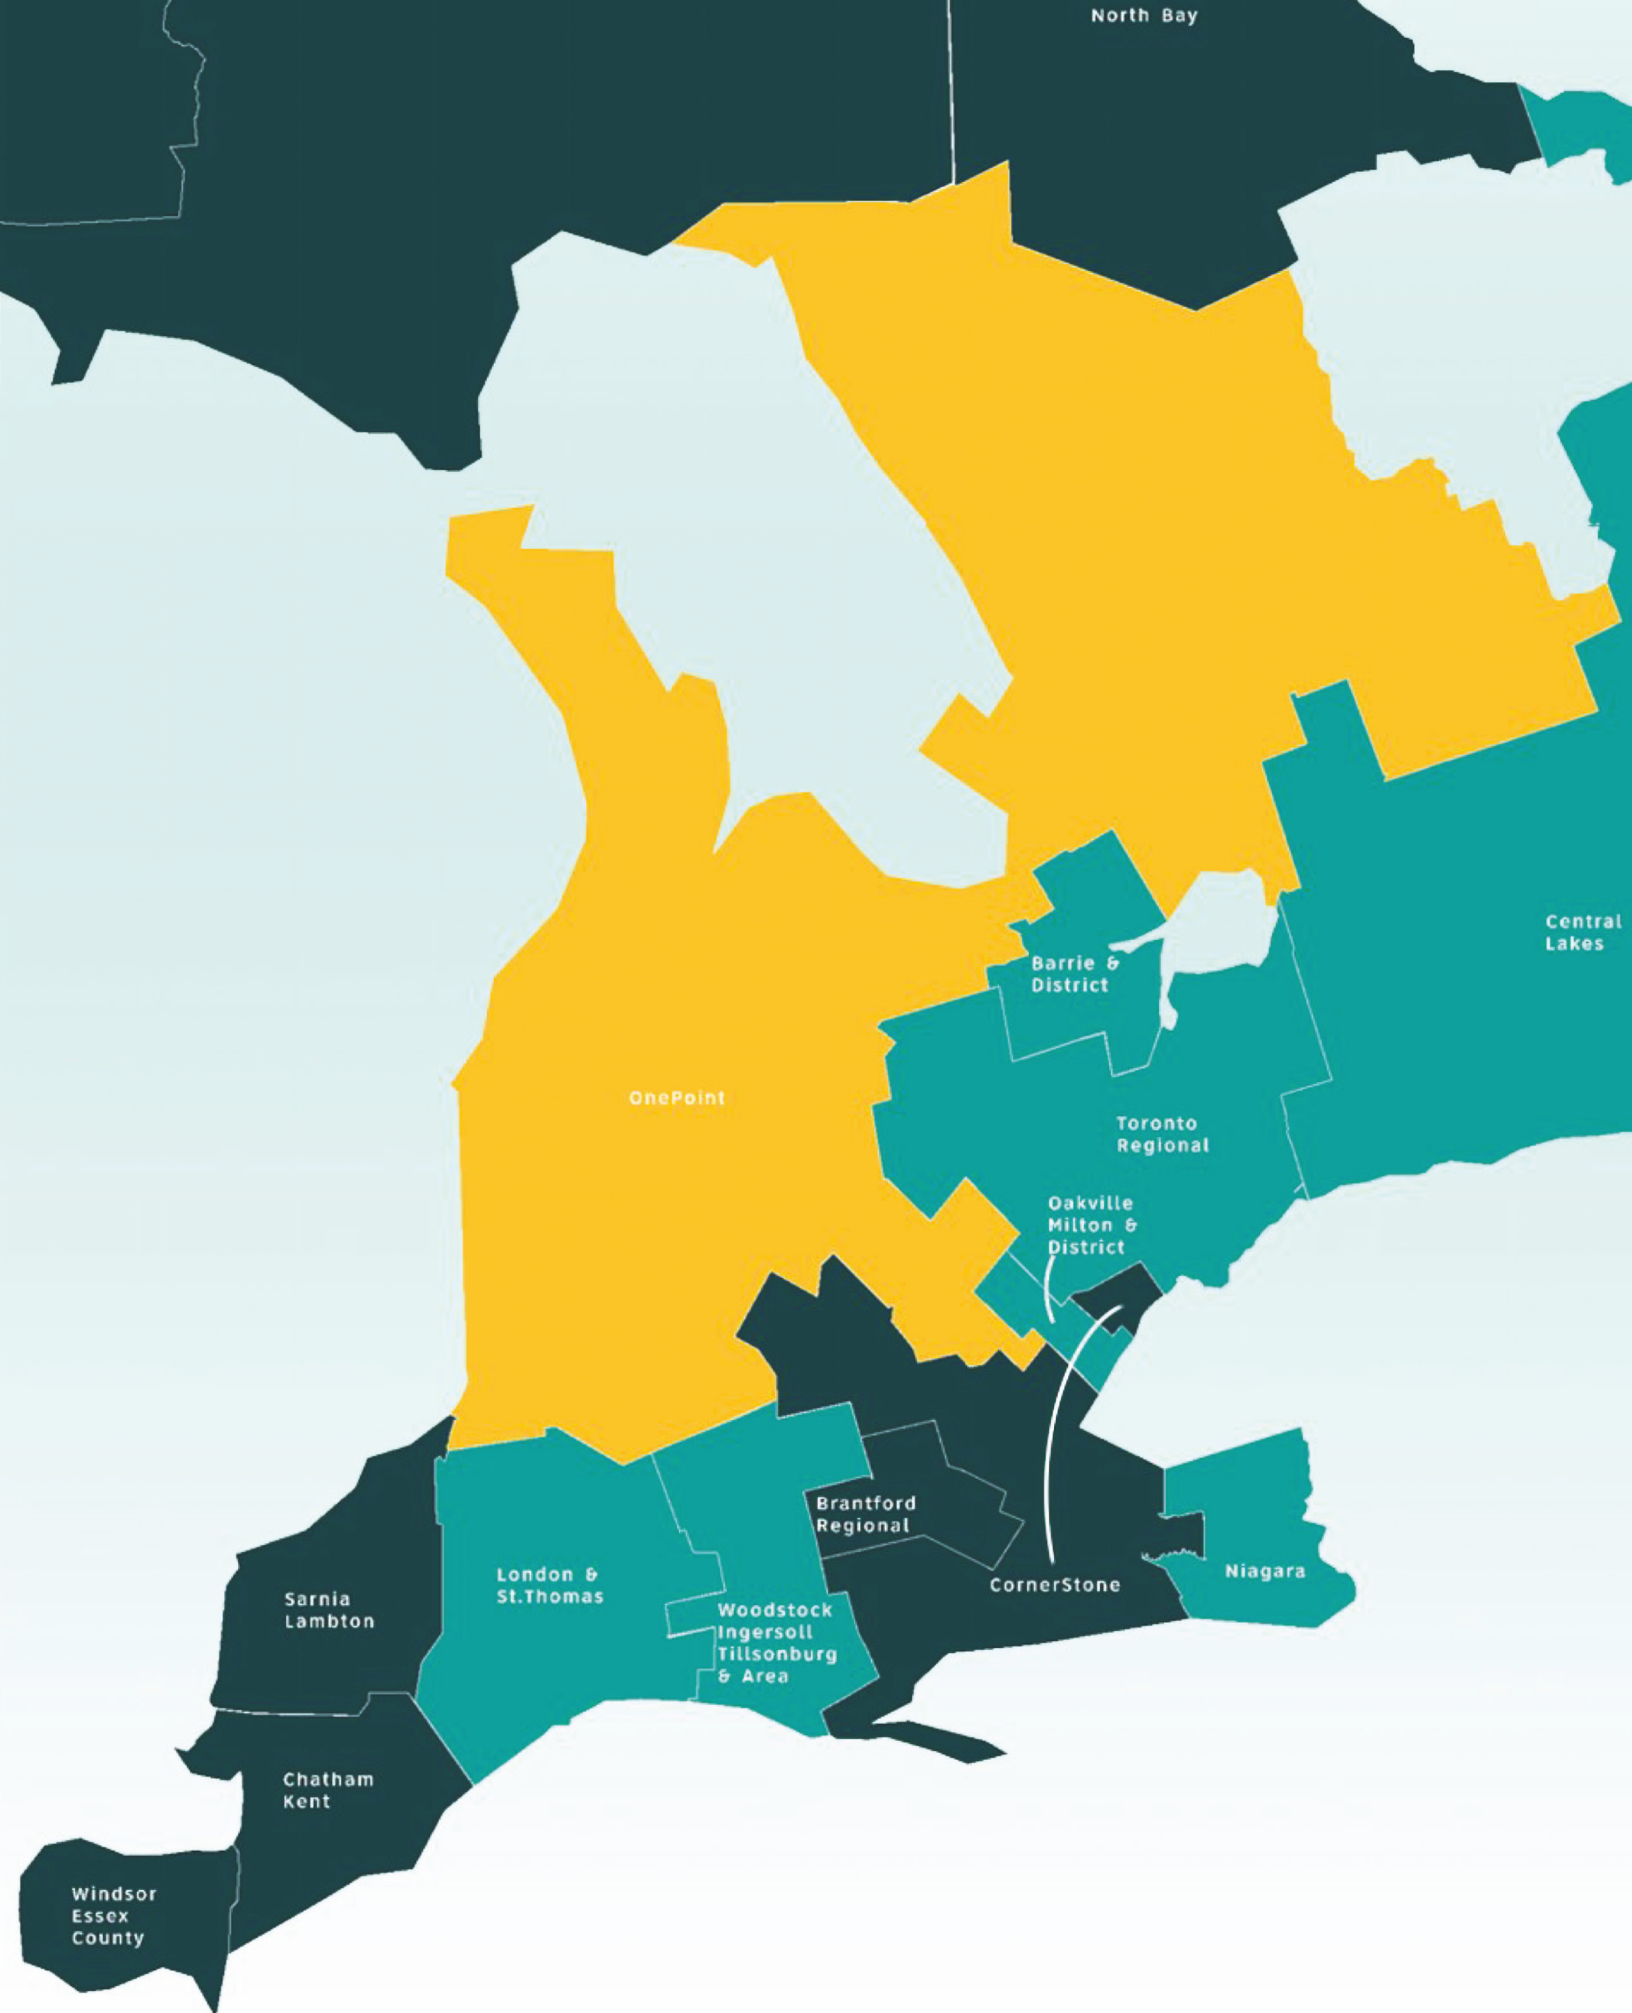 North Bay
Central
Lakes
Barrie &
District
OnePoint
Toronto
Regional
Oakville
Milton &
District
Brantford
Regional
London &
St.Thomas
Niagara
CornerStone
Sarnia
Lambton
Woodstock
Ingersoll
Tillsonburg
& Area
Chatham
Kent
Windsor
Essex
County